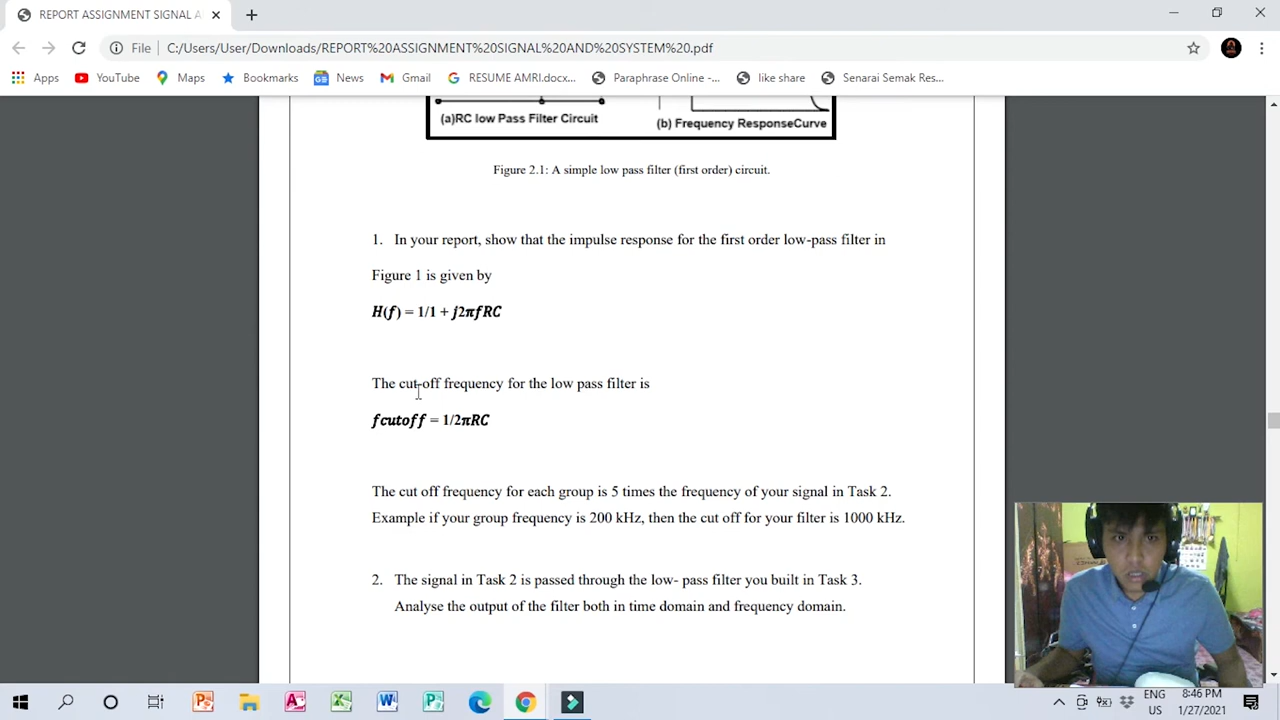 REPORT ASSIGNMENT SIGNAL A
File C:/Users/User/Downloads/REPORT%20ASSIGNMENT%20SIGNAL%20AND%20SYSTEM%20.pdf
Apps YouTube Maps Bookmarks News Gmail RESUME AMRI.docx... Paraphrase Online -... like share Senarai Semak Res...
(a)RC low Pass Filter Circuit (b) Frequency ResponseCurve
Figure 2.1: A simple low pass filter (first order) circuit.
1. In your report, show that the impulse response for the first order low-pass filter in
Figure 1 is given by
H(f) = 1/1 + j2πfRC
The cut-off frequency for the low pass filter is
fcutoff = 1/2πRC
The cut off frequency for each group is 5 times the frequency of your signal in Task 2.
Example if your group frequency is 200 kHz, then the cut off for your filter is 1000 kHz.
2. The signal in Task 2 is passed through the low- pass filter you built in Task 3.
Analyse the output of the filter both in time domain and frequency domain.
ENG 8:46 PM
US 1/27/2021